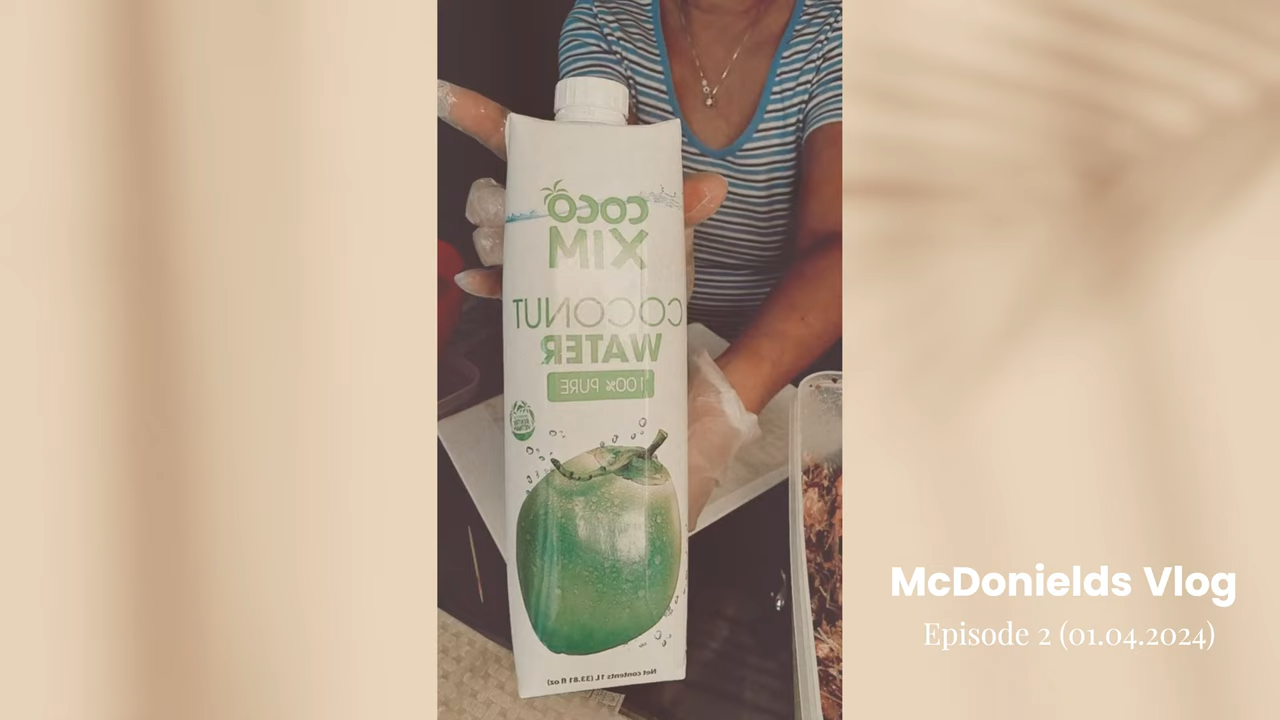 COCO
XIM
COCONUT
WATER
100% PURE
Net contents 1L (33.81 fl oz)
McDonields Vlog
Episode 2 (01.04.2024)